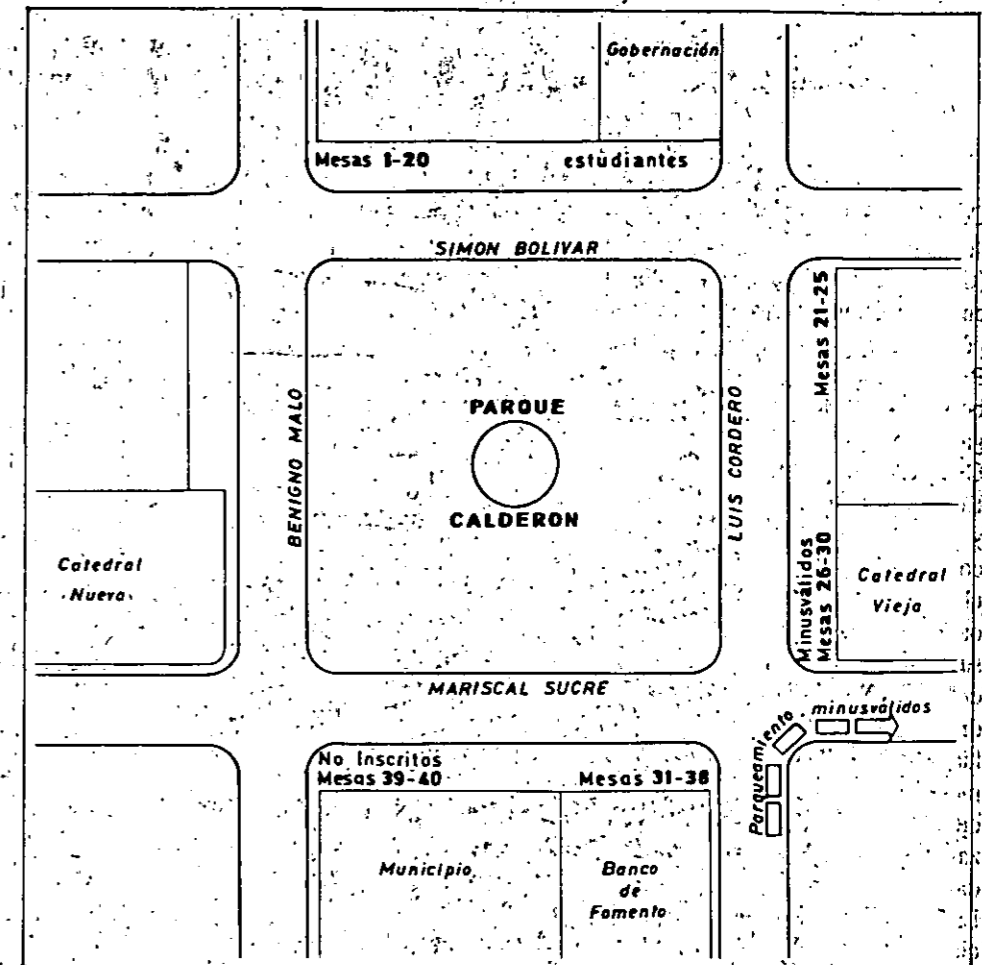 Gobernación
Mesas 1-20 estudiantes
SIMON BOLIVAR
Mesas 21-25
BENIGNO MALO
PARQUE
CALDERON
LUIS CORDERO
Catedral
Nueva
Minusválidos
Mesas 26-30
Catedral
Vieja
MARISCAL SUCRE
Parqueamiento minusválidos
No Inscritos
Mesas 39-40
Mesas 31-38
Municipio
Banco
de
Fomento